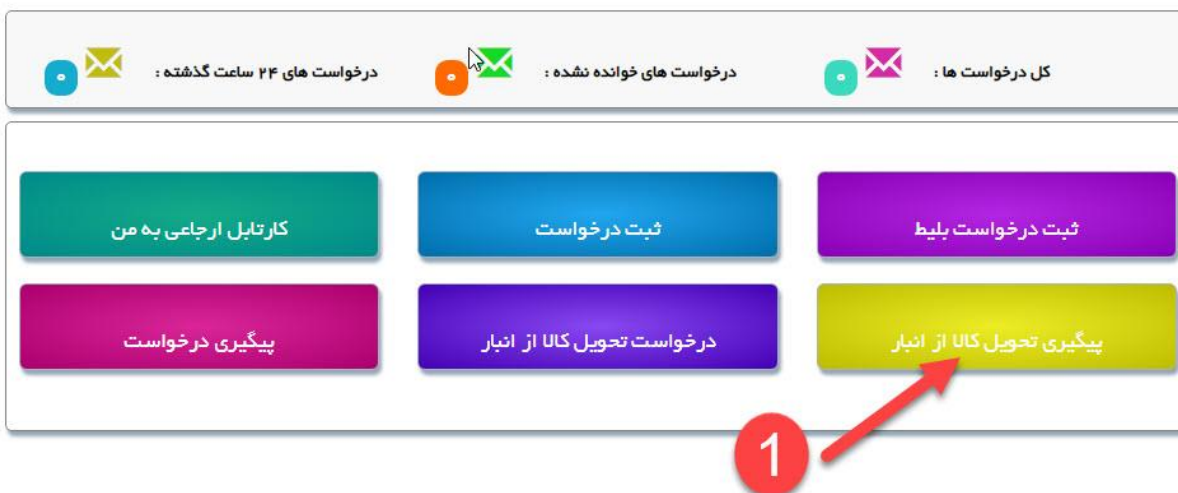 کل درخواست ها : ۰
درخواست های خوانده نشده : ۰
درخواست های ۲۴ ساعت گذشته : ۰
ثبت درخواست بلیط
ثبت درخواست
کارتابل ارجاعی به من
پیگیری تحویل کالا از انبار
درخواست تحویل کالا از انبار
پیگیری درخواست
1